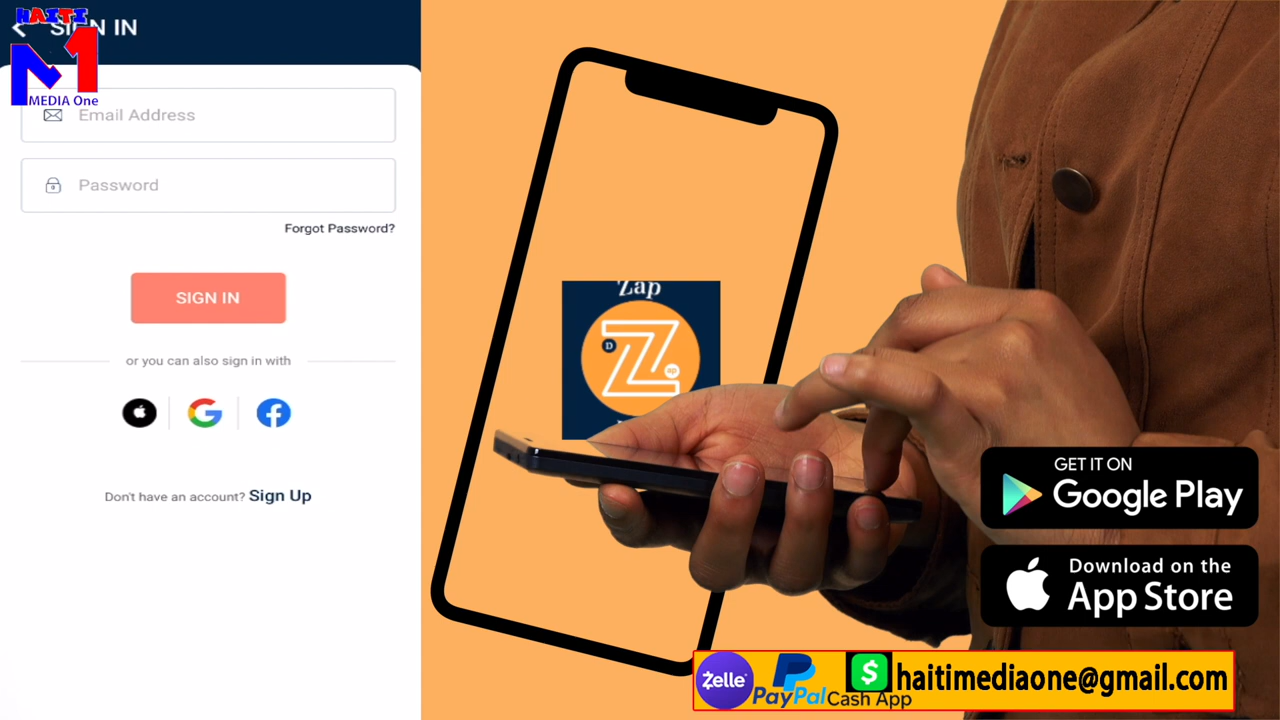 HAITI
SIGN IN
M1
MEDIA One
Email Address
Password
Forgot Password?
SIGN IN
or you can also sign in with
Don't have an account? Sign Up
Zap
Z
D
ap
GET IT ON
Google Play
Download on the
App Store
Zelle
PayPal
$
Cash App
haitimediaone@gmail.com